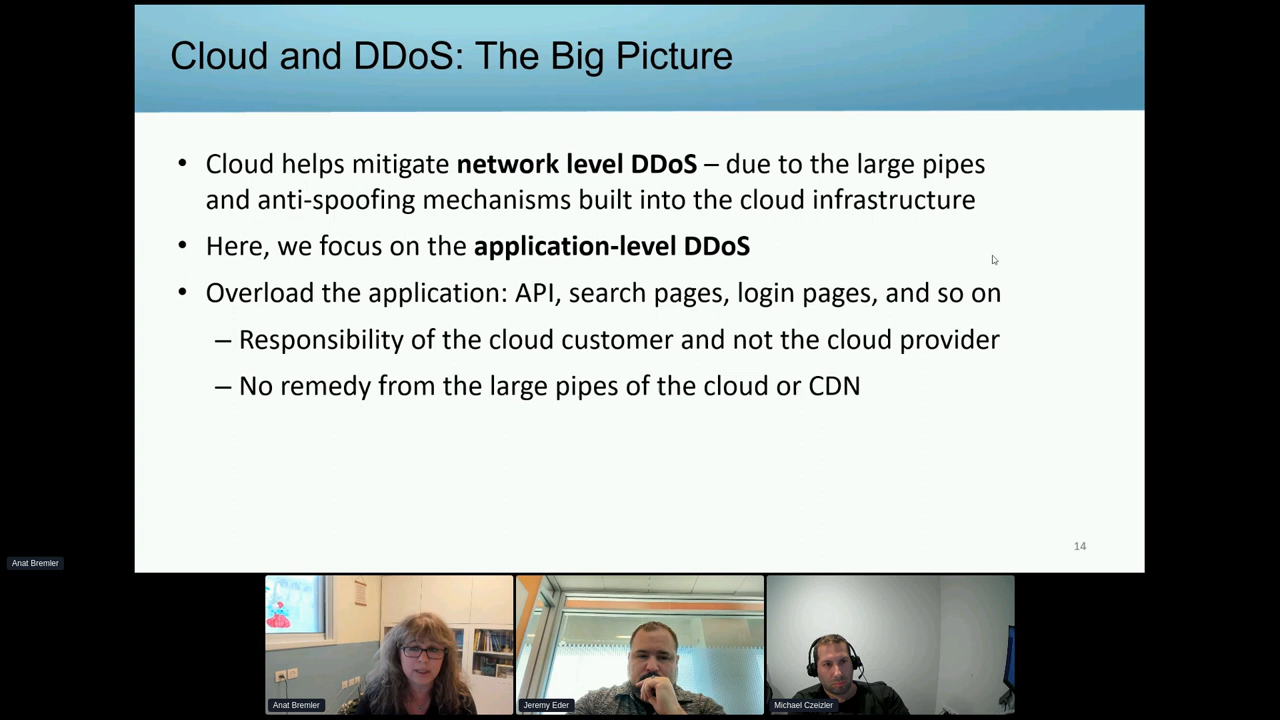 Cloud and DDoS: The Big Picture
• Cloud helps mitigate network level DDoS – due to the large pipes
and anti-spoofing mechanisms built into the cloud infrastructure
• Here, we focus on the application-level DDoS
• Overload the application: API, search pages, login pages, and so on
– Responsibility of the cloud customer and not the cloud provider
– No remedy from the large pipes of the cloud or CDN
14
Anat Bremler
Anat Bremler
Jeremy Eder
Michael Czeizler